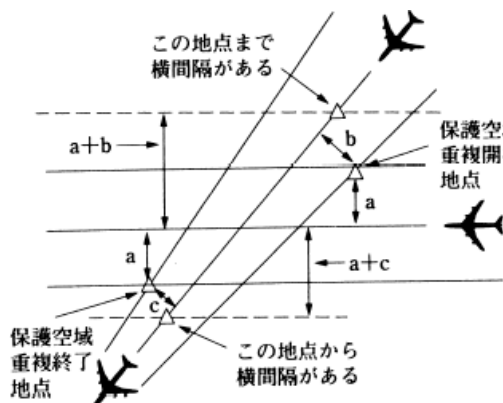 この地点まで
横間隔がある
a+b
b
保護空
重複開
地点
a
a
a+c
c
保護空域
重複終了
地点
この地点から
横間隔がある